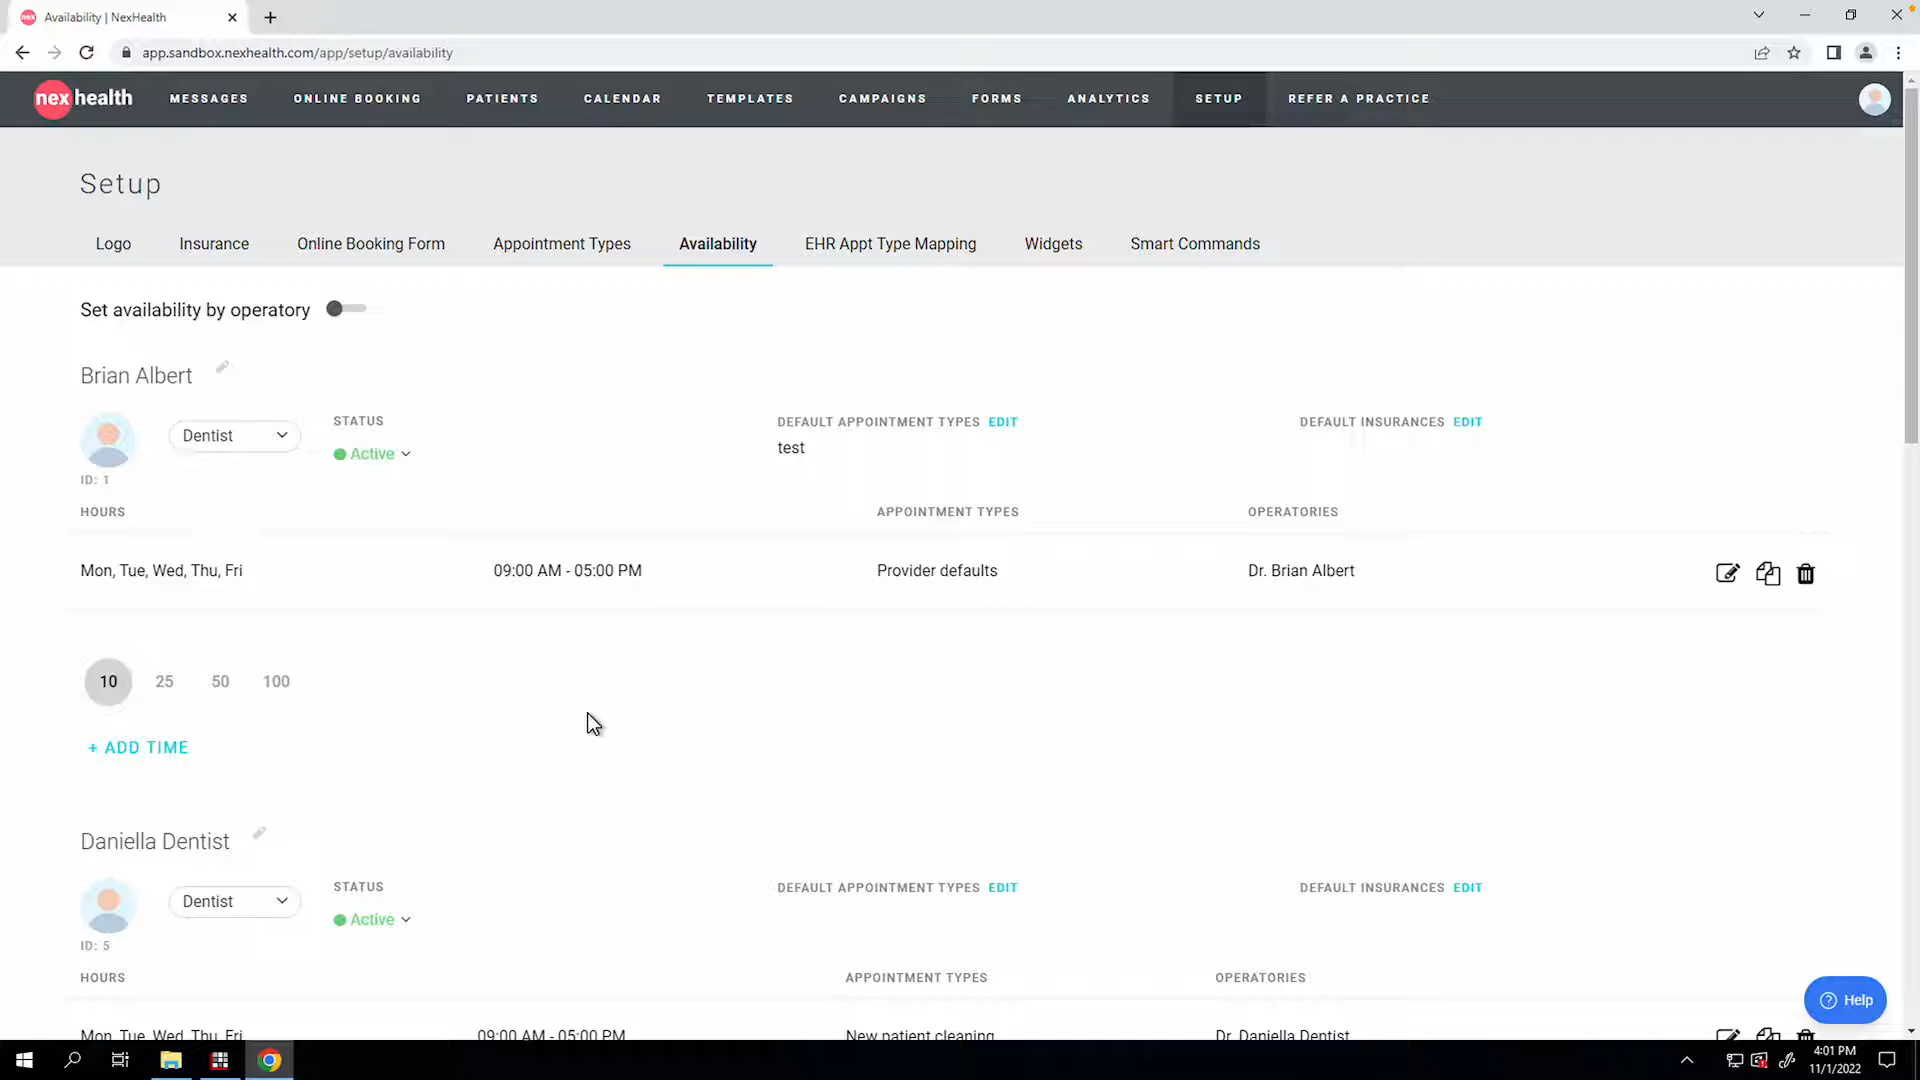 Availability | NexHealth
app.sandbox.nexhealth.com/app/setup/availability
nexhealth MESSAGES ONLINE BOOKING PATIENTS CALENDAR TEMPLATES CAMPAIGNS FORMS ANALYTICS SETUP REFER A PRACTICE
Setup
Logo Insurance Online Booking Form Appointment Types Availability EHR Appt Type Mapping Widgets Smart Commands
Set availability by operatory
Brian Albert
Dentist
STATUS
Active
DEFAULT APPOINTMENT TYPES EDIT
test
DEFAULT INSURANCES EDIT
ID: 1
HOURS APPOINTMENT TYPES OPERATORIES
Mon, Tue, Wed, Thu, Fri 09:00 AM - 05:00 PM Provider defaults Dr. Brian Albert
10 25 50 100
+ ADD TIME
Daniella Dentist
Dentist
STATUS
Active
DEFAULT APPOINTMENT TYPES EDIT
DEFAULT INSURANCES EDIT
ID: 5
HOURS APPOINTMENT TYPES OPERATORIES
Mon, Tue, Wed, Thu, Fri 09:00 AM - 05:00 PM New patient cleaning Dr. Daniella Dentist
Help
4:01 PM
11/1/2022